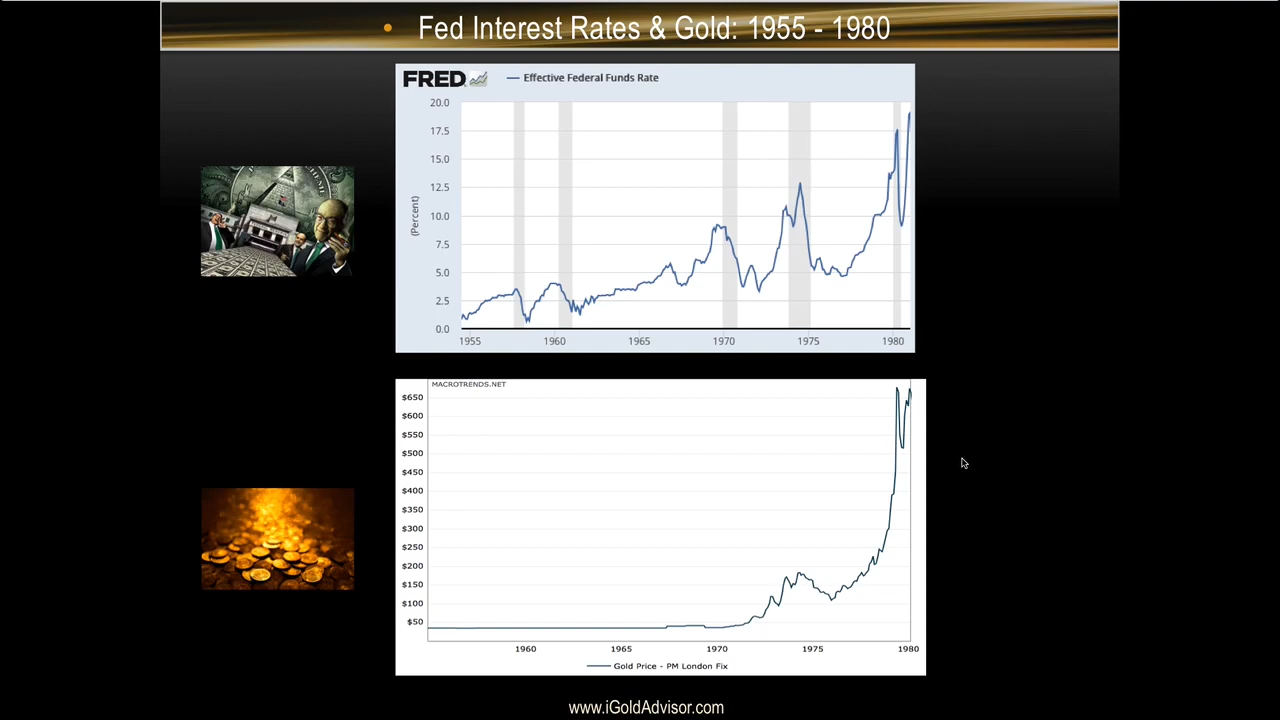 Fed Interest Rates & Gold: 1955 - 1980
FRED
Effective Federal Funds Rate
20.0
17.5
15.0
12.5
10.0
7.5
5.0
2.5
0.0
(Percent)
1955 1960 1965 1970 1975 1980
MACROTRENDS.NET
$650
$600
$550
$500
$450
$400
$350
$300
$250
$200
$150
$100
$50
1960 1965 1970 1975 1980
Gold Price - PM London Fix
www.iGoldAdvisor.com